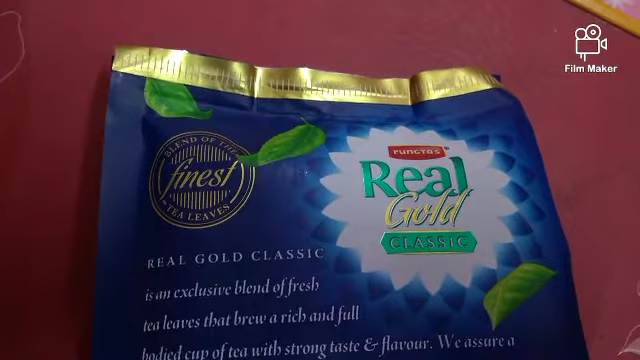 Film Maker
BLEND OF THE
finest
TEA LEAVES
RUNGTA'S
Real
Gold
CLASSIC
REAL GOLD CLASSIC
is an exclusive blend of fresh
tea leaves that brew a rich and full
bodied cup of tea with strong taste & flavour. We assure a